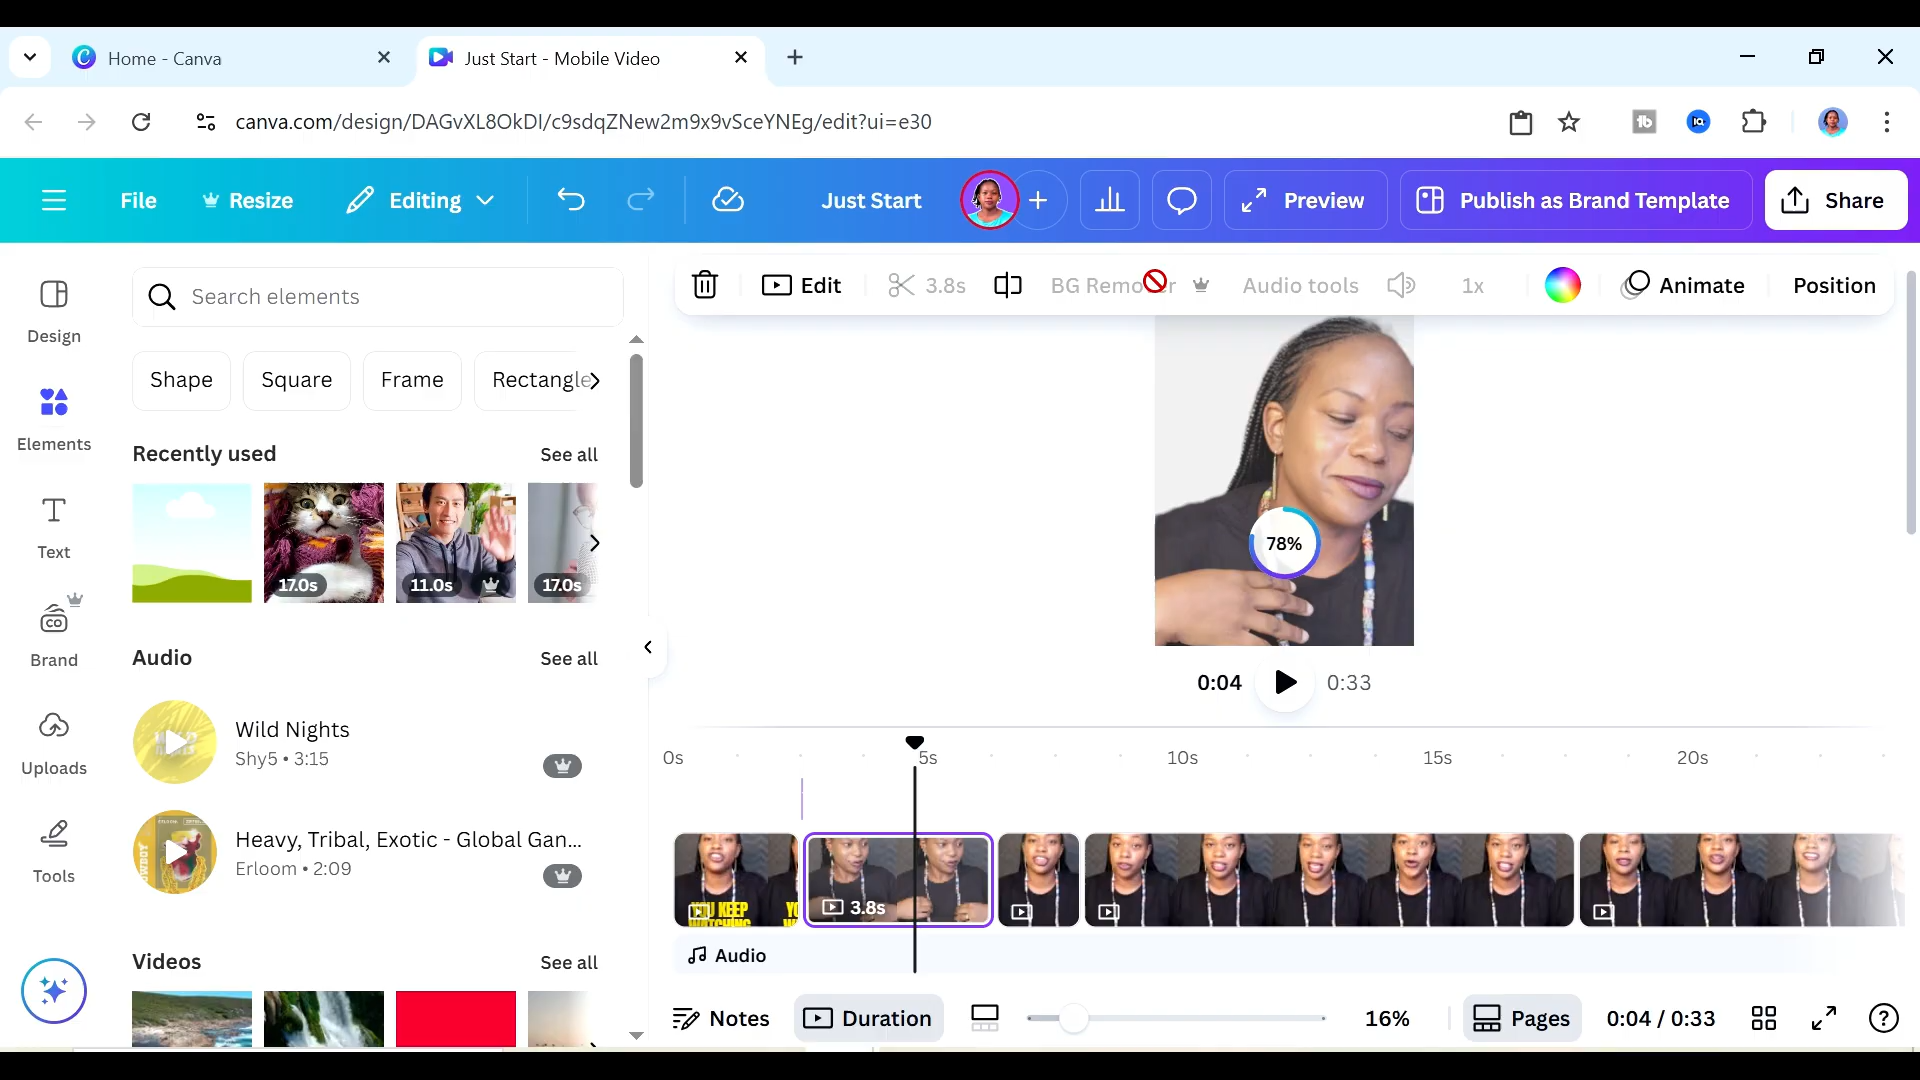 Home - Canva
Just Start - Mobile Video
canva.com/design/DAGvXL8OkDI/c9sdqZNew2m9x9vSceYNEg/edit?ui=e30
File
Resize
Editing
Just Start
Preview
Publish as Brand Template
Share
Design
Elements
Text
Brand
Uploads
Tools
Search elements
Shape
Square
Frame
Rectangle
Recently used
See all
17.0s
11.0s
17.0s
Audio
See all
Wild Nights
Shy5 • 3:15
Heavy, Tribal, Exotic - Global Gan...
Erloom • 2:09
Videos
See all
Edit
3.8s
BG Remover
Audio tools
1x
Animate
Position
78%
0:04
0:33
0s
5s
10s
15s
20s
YOU KEEP
WATCHING
3.8s
Audio
Notes
Duration
16%
Pages
0:04 / 0:33